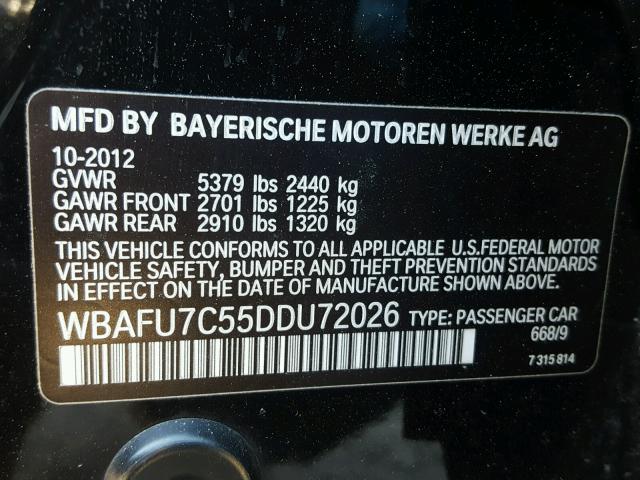 MFD BY BAYERISCHE MOTOREN WERKE AG
10-2012
GVWR 5379 lbs 2440 kg
GAWR FRONT 2701 lbs 1225 kg
GAWR REAR 2910 lbs 1320 kg
THIS VEHICLE CONFORMS TO ALL APPLICABLE U.S.FEDERAL MOTOR
VEHICLE SAFETY, BUMPER AND THEFT PREVENTION STANDARDS
IN EFFECT ON THE DATE OF MANUFACTURE SHOWN ABOVE.
WBAFU7C55DDU72026 TYPE: PASSENGER CAR
668/9
7 315 814